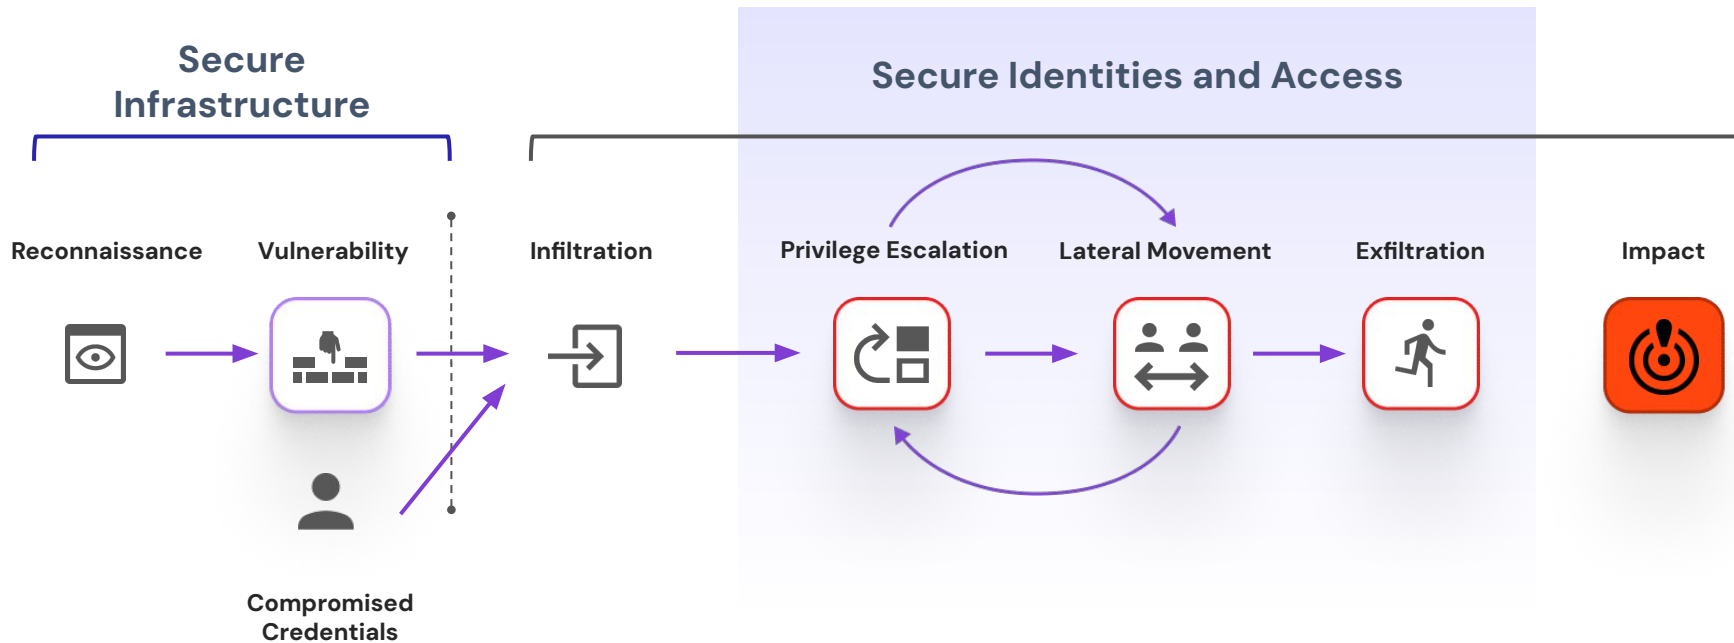 Secure
Infrastructure
Secure Identities and Access
Reconnaissance
Vulnerability
Infiltration
Privilege Escalation
Lateral Movement
Exfiltration
Impact
Compromised
Credentials